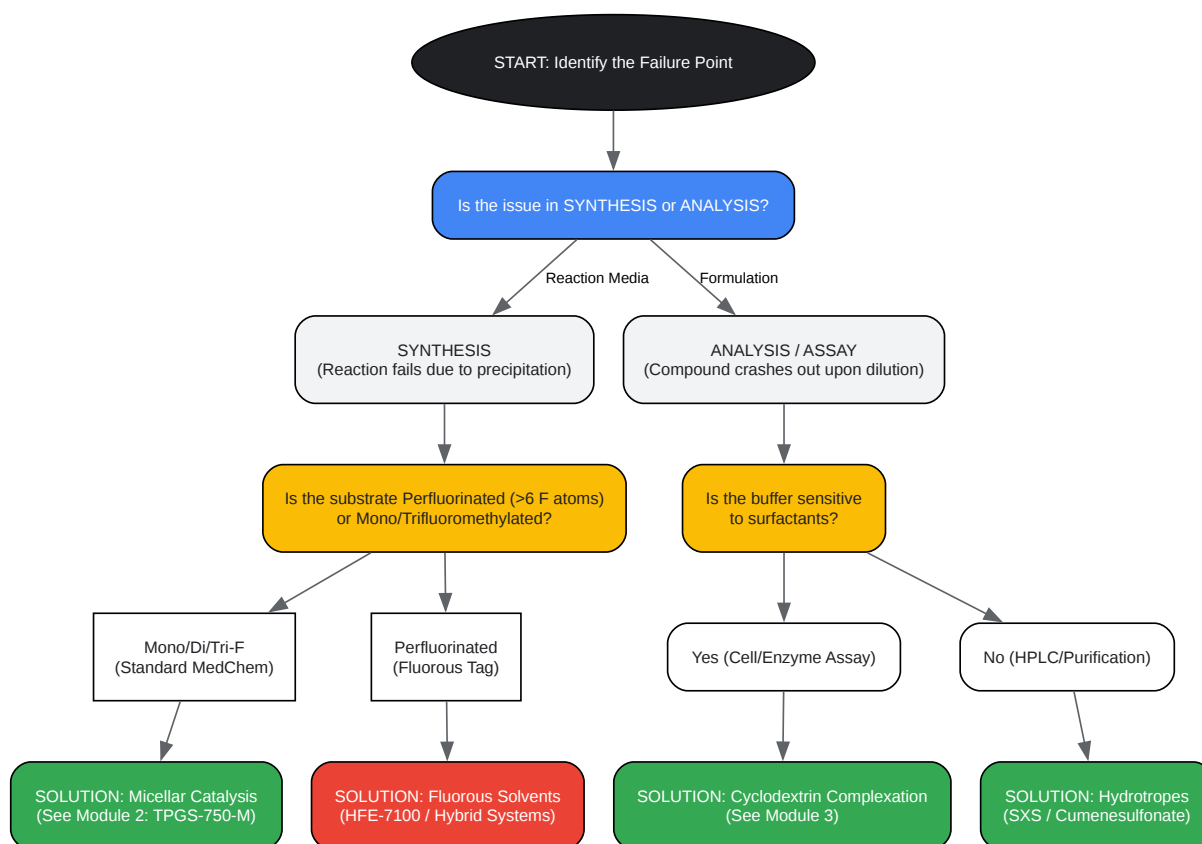 START: Identify the Failure Point
Is the issue in SYNTHESIS or ANALYSIS?
Reaction Media
Formulation
SYNTHESIS
(Reaction fails due to precipitation)
ANALYSIS / ASSAY
(Compound crashes out upon dilution)
Is the substrate Perfluorinated (>6 F atoms)
or Mono/Trifluoromethylated?
Is the buffer sensitive
to surfactants?
Mono/Di/Tri-F
(Standard MedChem)
Perfluorinated
(Fluorous Tag)
Yes (Cell/Enzyme Assay)
No (HPLC/Purification)
SOLUTION: Micellar Catalysis
(See Module 2: TPGS-750-M)
SOLUTION: Fluorous Solvents
(HFE-7100 / Hybrid Systems)
SOLUTION: Cyclodextrin Complexation
(See Module 3)
SOLUTION: Hydrotropes
(SXS / Cumenesulfonate)